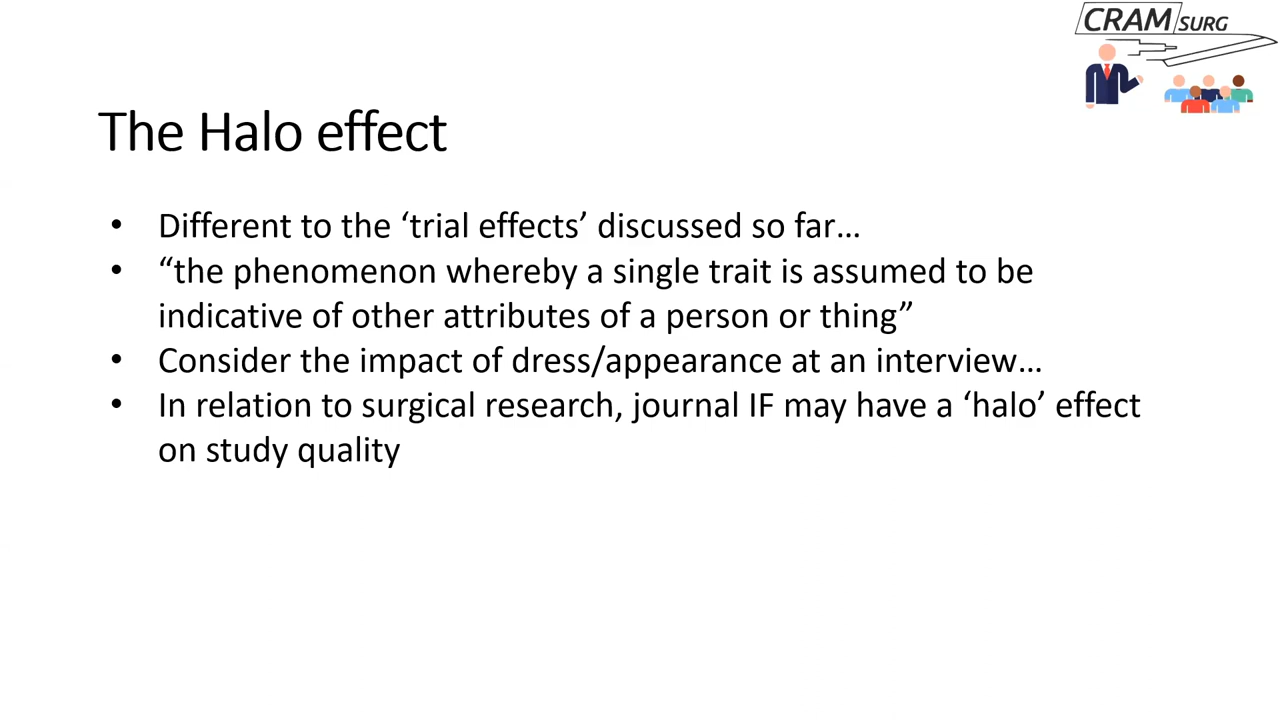 CRAM SURG
The Halo effect
• Different to the ‘trial effects’ discussed so far…
• “the phenomenon whereby a single trait is assumed to be
indicative of other attributes of a person or thing”
• Consider the impact of dress/appearance at an interview…
• In relation to surgical research, journal IF may have a ‘halo’ effect
on study quality